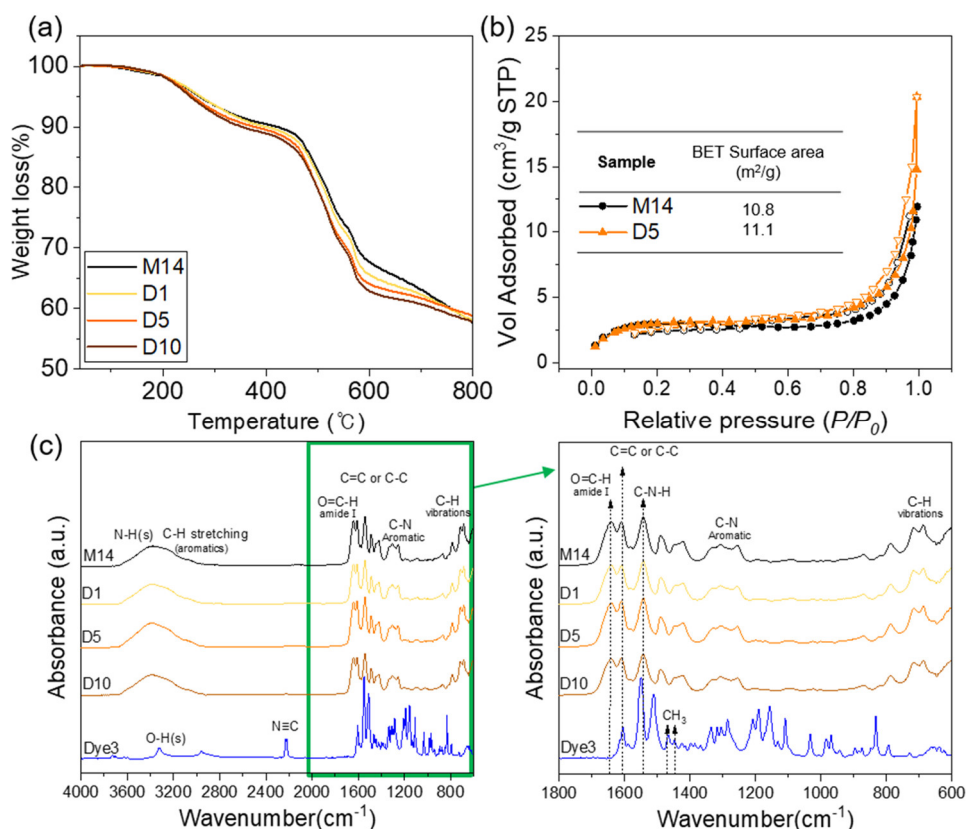 (a)
100
90
80
70
60
50
Weight loss(%)
M14
D1
D5
D10
0
200
400
600
800
Temperature (℃)
(b)
25
20
15
10
5
0
Vol Adsorbed (cm³/g STP)
Sample BET Surface area
(m²/g)
M14 10.8
D5 11.1
0.0 0.2 0.4 0.6 0.8 1.0
Relative pressure (P/P₀)
(c)
Absorbance (a.u.)
C=C or C-C
O=C-H
amide I
C-H
vibrations
N-H(s)
C-H stretching
(aromatics)
C-N
Aromatic
M14
D1
D5
D10
Dye3
O-H(s)
N≡C
4000 3600 3200 2800 2400 2000 1600 1200 800
Wavenumber(cm⁻¹)
Absorbance (a.u.)
C=C or C-C
O=C-H
amide I
C-N-H
C-N
Aromatic
C-H
vibrations
M14
D1
D5
D10
Dye3
CH₃
1800 1600 1400 1200 1000 800 600
Wavenumber(cm⁻¹)